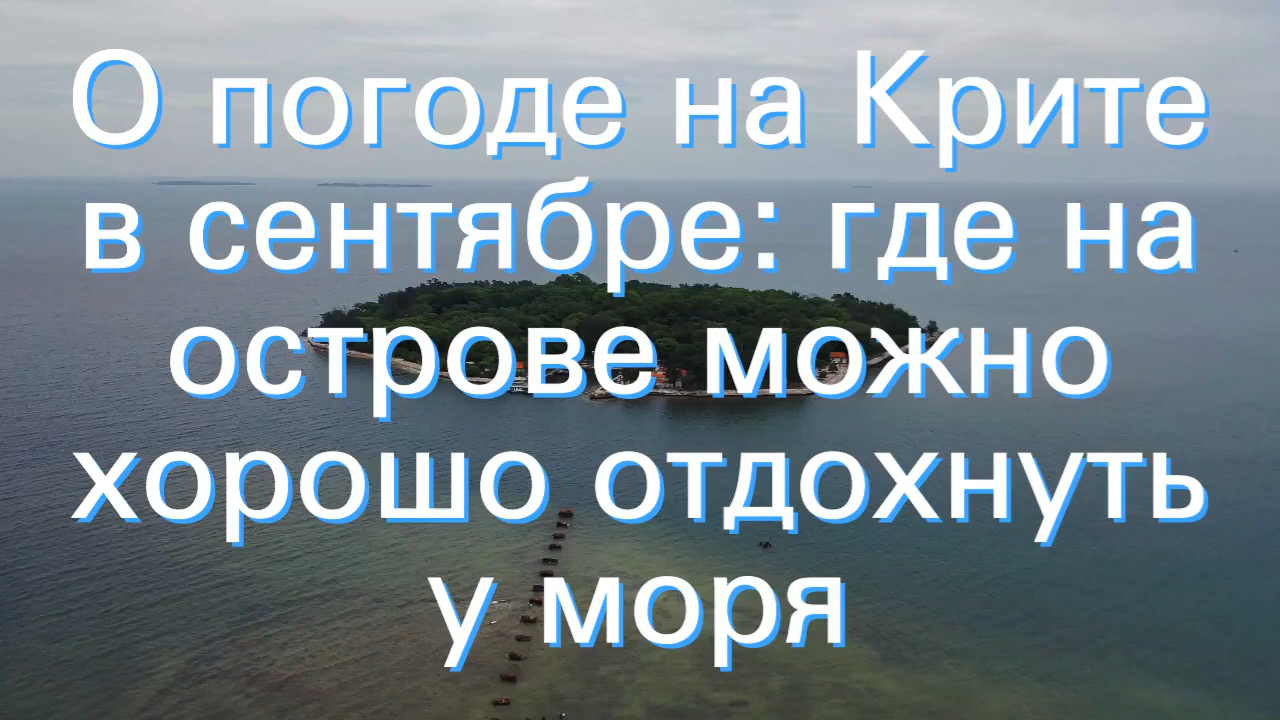 О погоде на Крите
в сентябре: где на
острове можно
хорошо отдохнуть
у моря